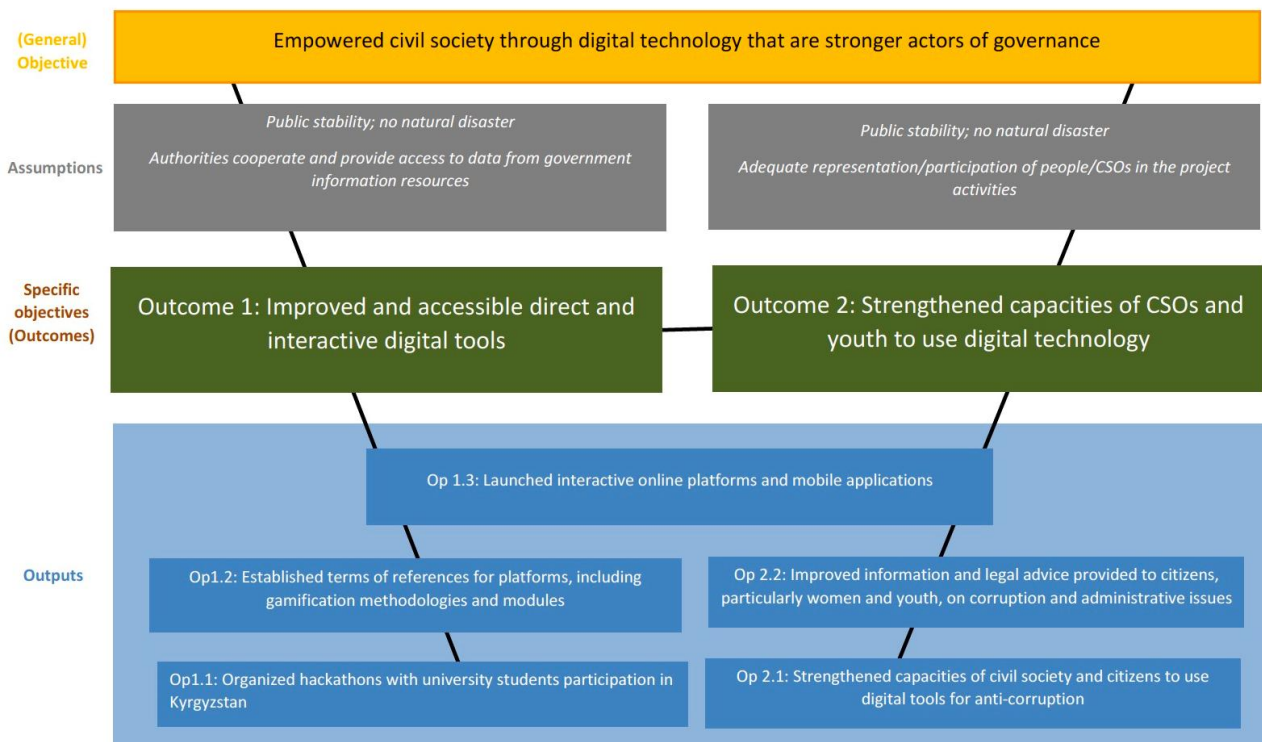 (General)
Objective
Empowered civil society through digital technology that are stronger actors of governance
Assumptions
Public stability; no natural disaster
Authorities cooperate and provide access to data from government
information resources
Public stability; no natural disaster
Adequate representation/participation of people/CSOs in the project
activities
Specific
objectives
(Outcomes)
Outcome 1: Improved and accessible direct and
interactive digital tools
Outcome 2: Strengthened capacities of CSOs and
youth to use digital technology
Outputs
Op 1.3: Launched interactive online platforms and mobile applications
Op1.2: Established terms of references for platforms, including
gamification methodologies and modules
Op 2.2: Improved information and legal advice provided to citizens,
particularly women and youth, on corruption and administrative issues
Op1.1: Organized hackathons with university students participation in
Kyrgyzstan
Op 2.1: Strengthened capacities of civil society and citizens to use
digital tools for anti-corruption